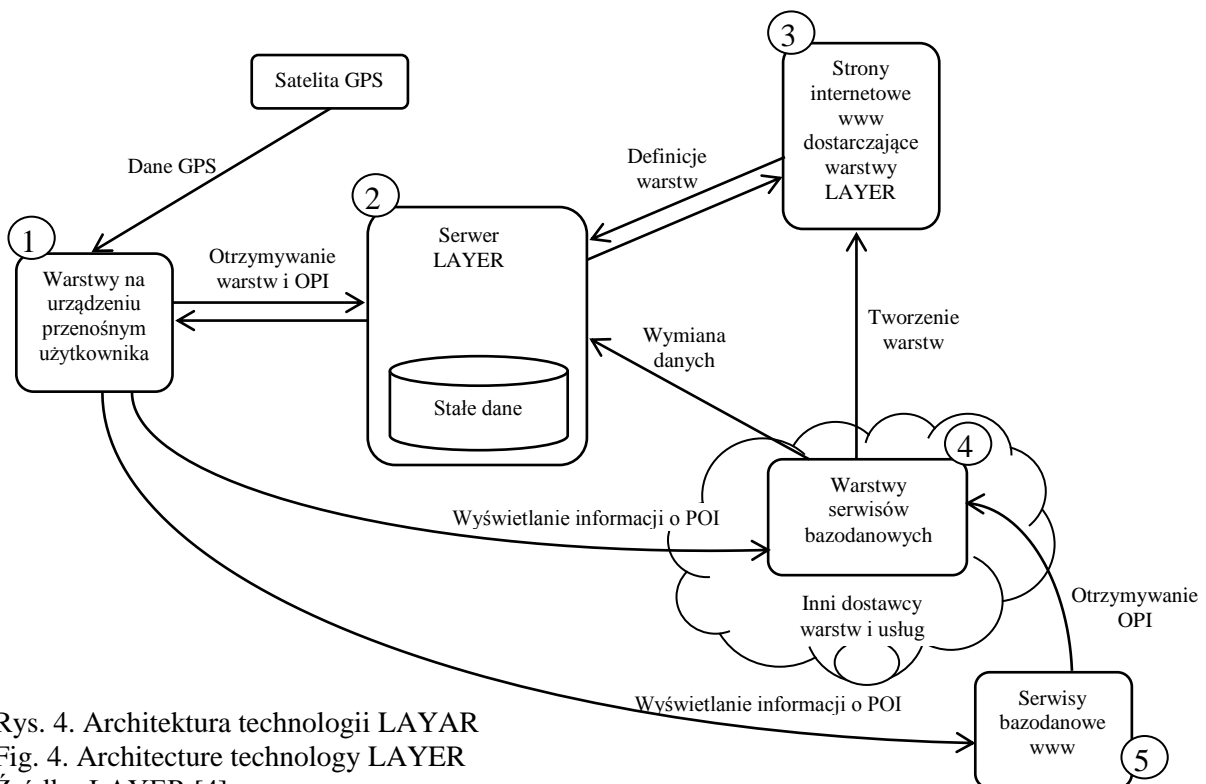 3
Strony
internetowe
www
dostarczające
warstwy
LAYER
Satelita GPS
Dane GPS
Definicje
warstw
2
Serwer
LAYER
1
Warstwy na
urządzeniu
przenośnym
użytkownika
Otrzymywanie
warstw i OPI
Wymiana
danych
Tworzenie
warstw
Stałe dane
4
Warstwy
serwisów
bazodanowych
Wyświetlanie informacji o POI
Inni dostawcy
warstw i usług
Otrzymywanie
OPI
Wyświetlanie informacji o POI
Serwisy
bazodanowe
www
5
Rys. 4. Architektura technologii LAYAR
Fig. 4. Architecture technology LAYER
LAYER [4]